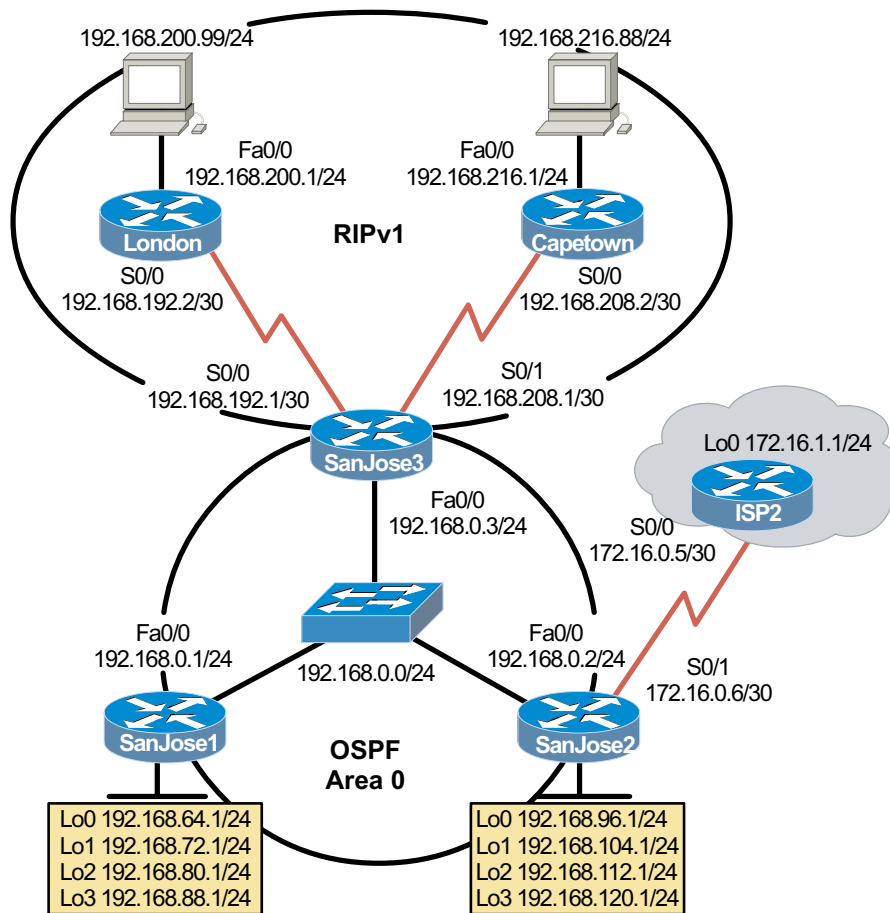 192.168.200.99/24
192.168.216.88/24
Fa0/0
192.168.200.1/24
Fa0/0
192.168.216.1/24
London
RIPv1
Capetown
S0/0
192.168.192.2/30
S0/0
192.168.208.2/30
S0/0
192.168.192.1/30
S0/1
192.168.208.1/30
SanJose3
Lo0 172.16.1.1/24
ISP2
Fa0/0
192.168.0.3/24
S0/0
172.16.0.5/30
Fa0/0
192.168.0.1/24
192.168.0.0/24
Fa0/0
192.168.0.2/24
S0/1
172.16.0.6/30
SanJose1
OSPF
Area 0
SanJose2
Lo0 192.168.64.1/24
Lo1 192.168.72.1/24
Lo2 192.168.80.1/24
Lo3 192.168.88.1/24
Lo0 192.168.96.1/24
Lo1 192.168.104.1/24
Lo2 192.168.112.1/24
Lo3 192.168.120.1/24